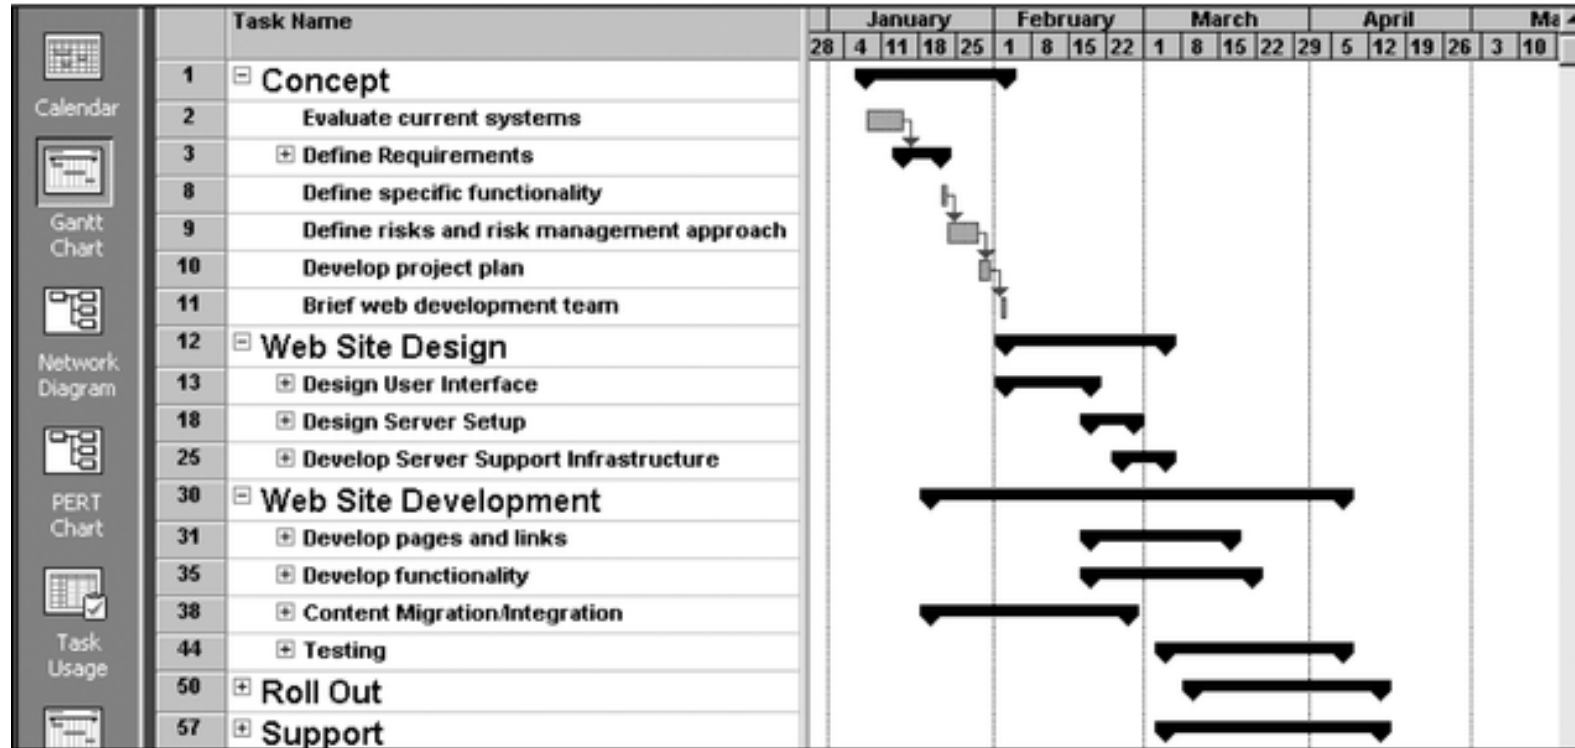 Task Name
January February March April Ma
28 4 11 18 25 1 8 15 22 1 8 15 22 29 5 12 19 26 3 10
Calendar
Gantt
Chart
Network
Diagram
PERT
Chart
Task
Usage
1 Concept
2 Evaluate current systems
3 Define Requirements
8 Define specific functionality
9 Define risks and risk management approach
10 Develop project plan
11 Brief web development team
12 Web Site Design
13 Design User Interface
18 Design Server Setup
25 Develop Server Support Infrastructure
30 Web Site Development
31 Develop pages and links
35 Develop functionality
38 Content Migration/Integration
44 Testing
50 Roll Out
57 Support